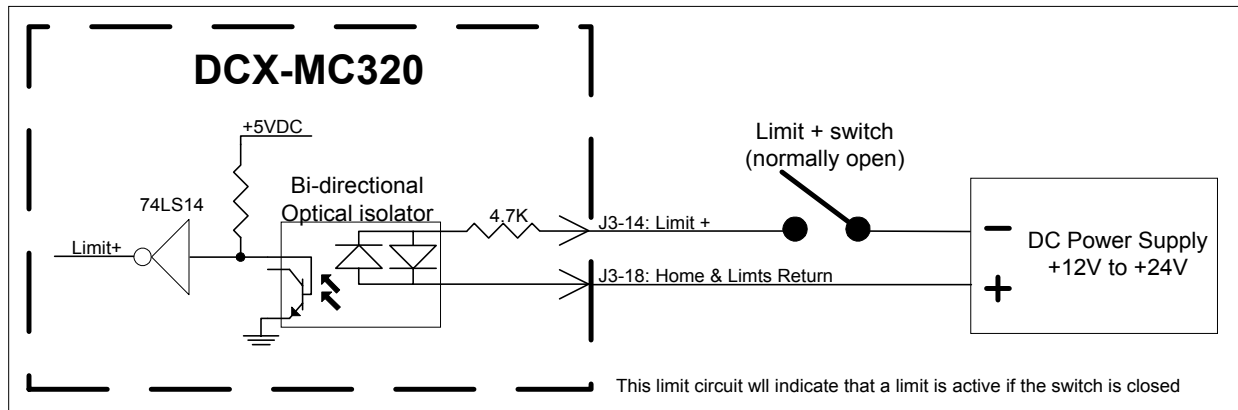 DCX-MC320
+5VDC
Bi-directional
Optical isolator
74LS14
4.7K
Limit+
J3-14: Limit +
J3-18: Home & Limts Return
Limit + switch
(normally open)
DC Power Supply
+12V to +24V
-
+
This limit circuit wll indicate that a limit is active if the switch is closed